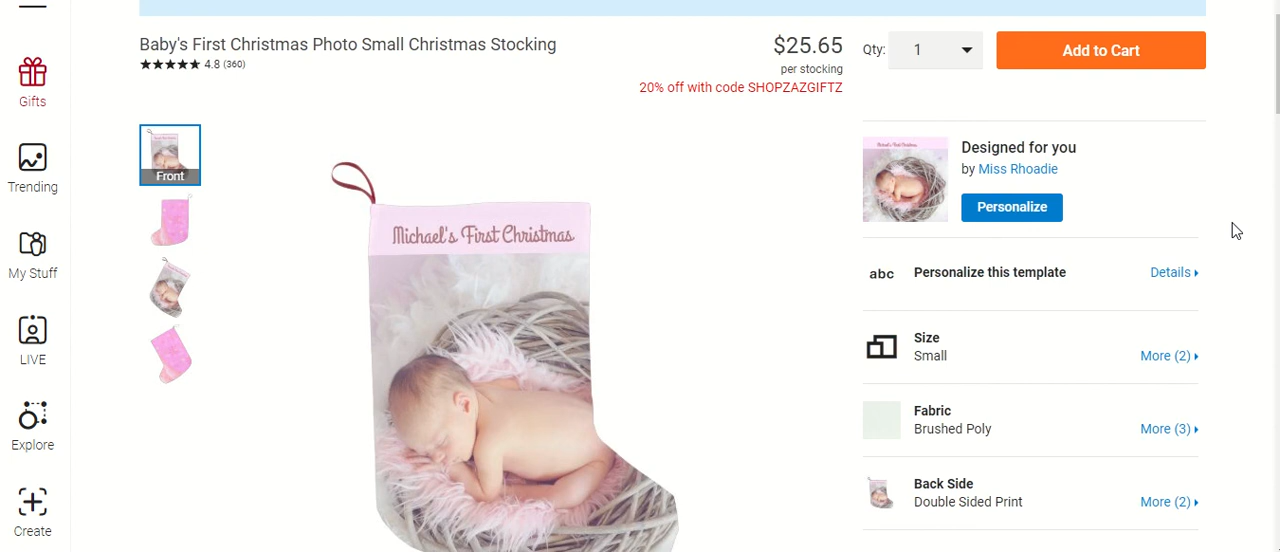 Baby's First Christmas Photo Small Christmas Stocking
4.8 (360)
$25.65
per stocking
20% off with code SHOPZAZGIFTZ
Qty: 1
Add to Cart
Gifts
Trending
My Stuff
LIVE
Explore
Create
Front
Michael's First Christmas
Designed for you
by Miss Rhoadie
Personalize
abc Personalize this template Details
Size
Small More (2)
Fabric
Brushed Poly More (3)
Back Side
Double Sided Print More (2)